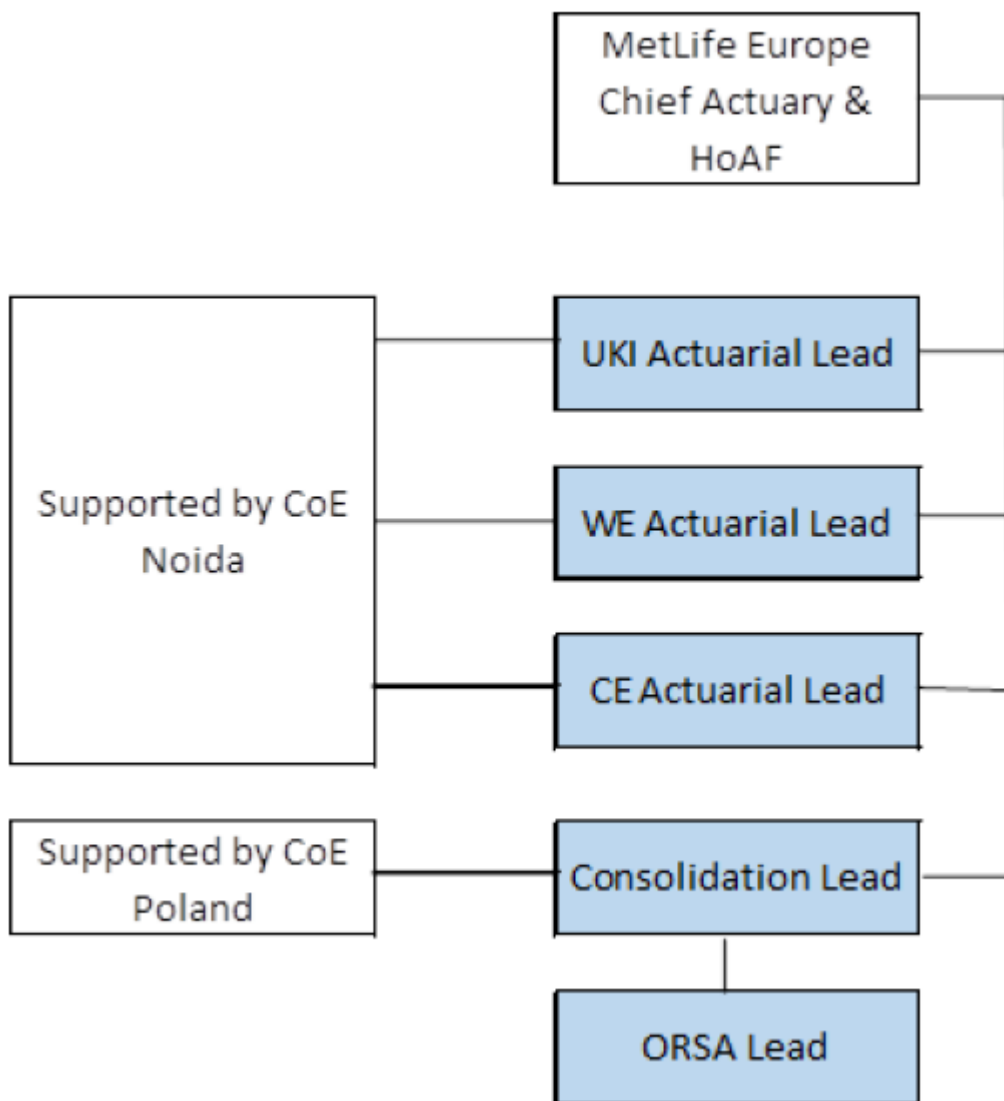 MetLife Europe
Chief Actuary &
HoAF
UKI Actuarial Lead
Supported by CoE
Noida
WE Actuarial Lead
CE Actuarial Lead
Supported by CoE
Poland
Consolidation Lead
ORSA Lead